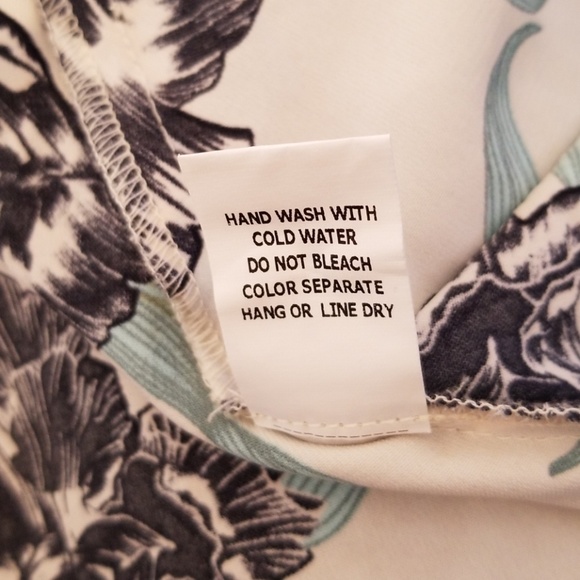 HAND WASH WITH
COLD WATER
DO NOT BLEACH
COLOR SEPARATE
HANG OR LINE DRY